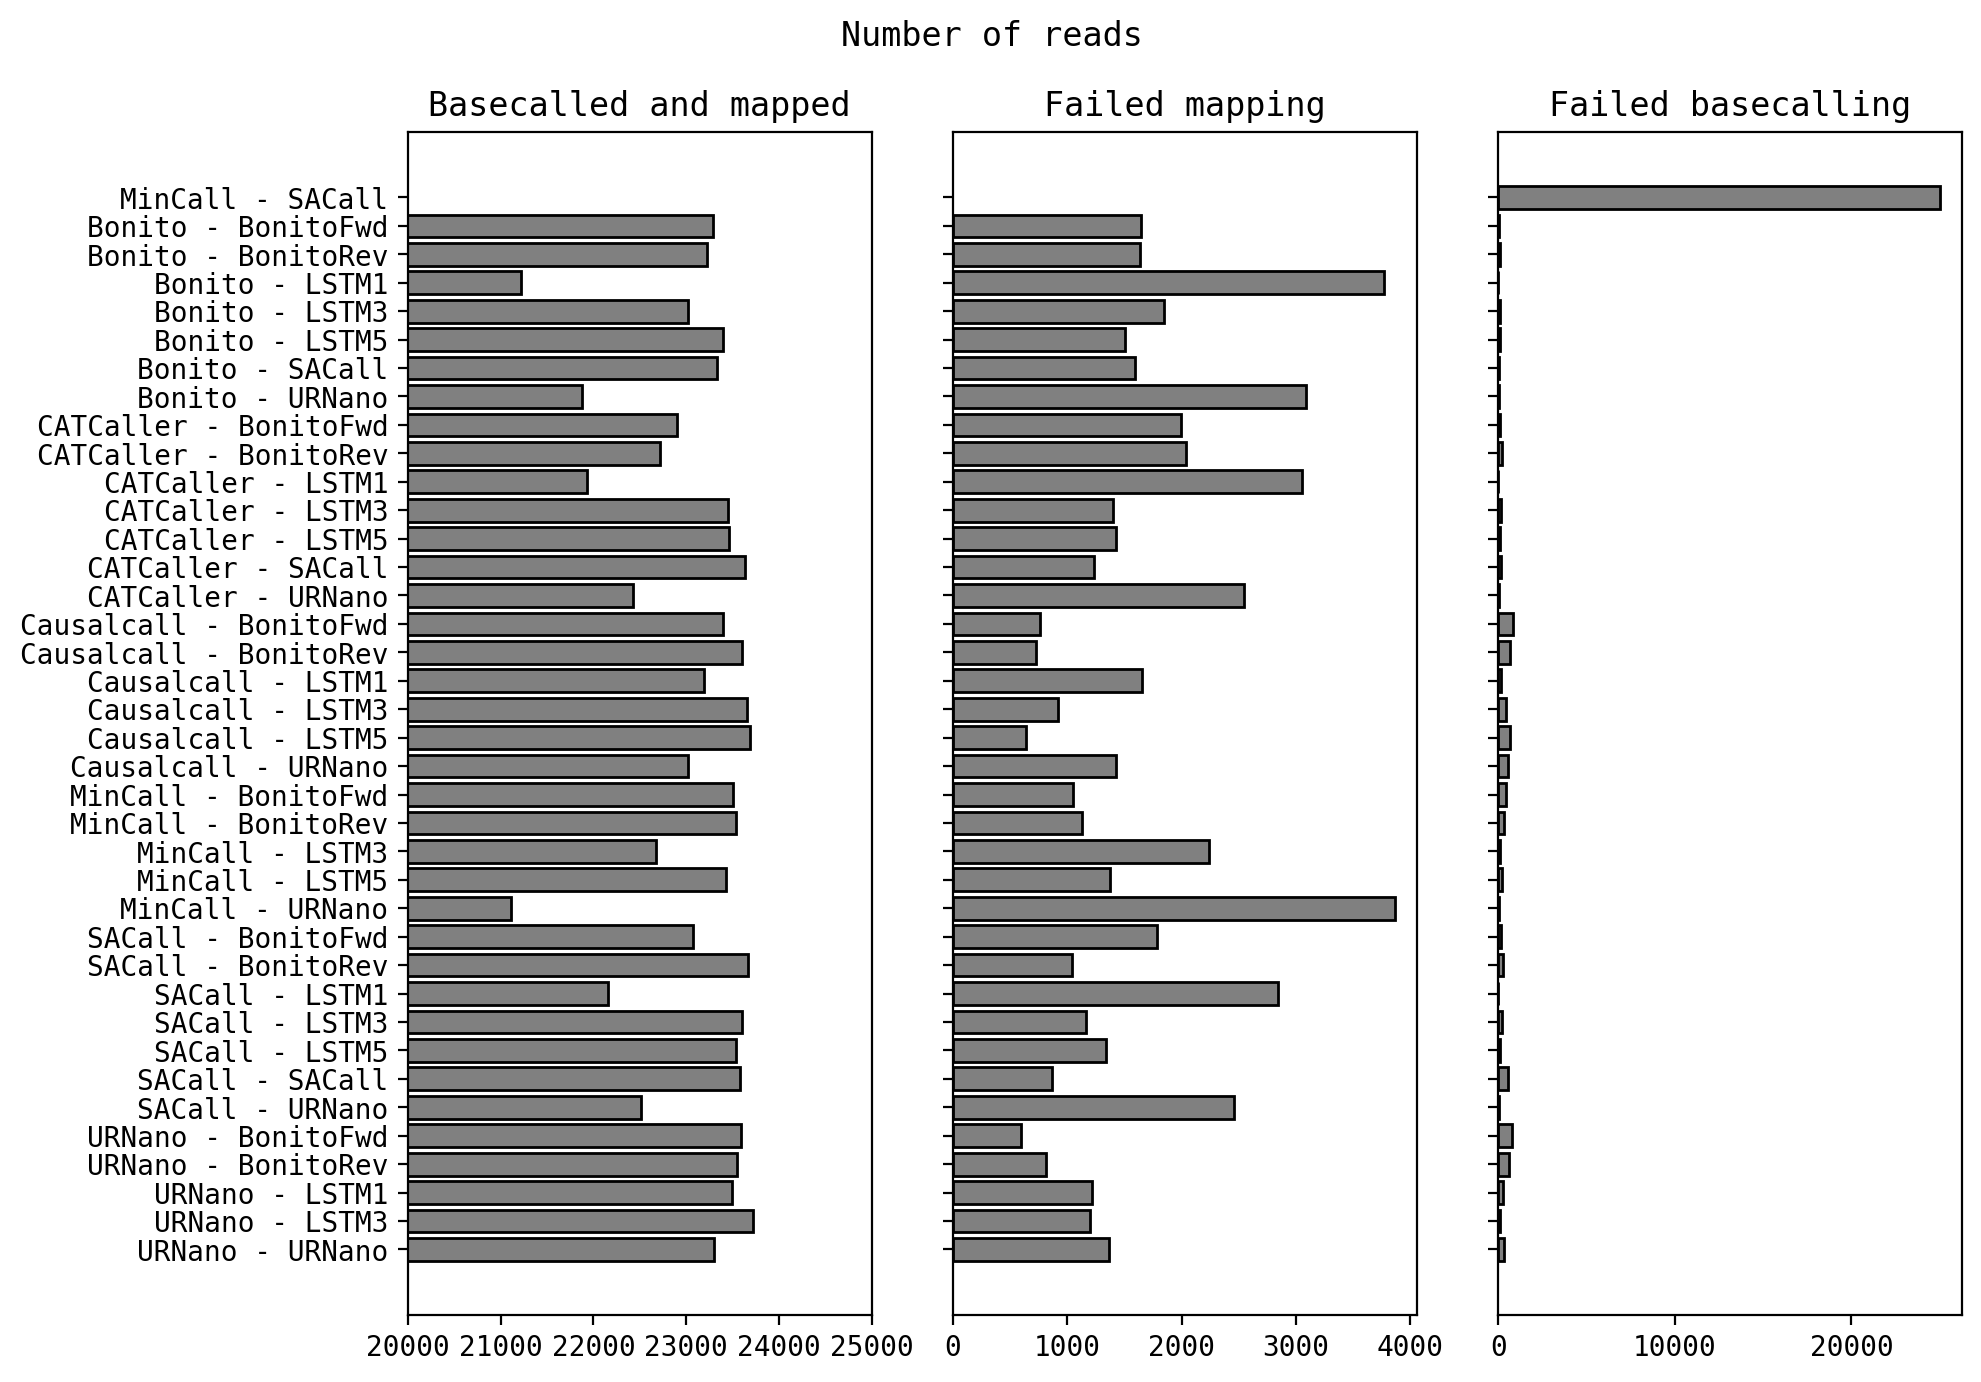 Number of reads
Basecalled and mapped
Failed mapping
Failed basecalling
MinCall - SACall
Bonito - BonitoFwd
Bonito - BonitoRev
Bonito - LSTM1
Bonito - LSTM3
Bonito - LSTM5
Bonito - SACall
Bonito - URNano
CATCaller - BonitoFwd
CATCaller - BonitoRev
CATCaller - LSTM1
CATCaller - LSTM3
CATCaller - LSTM5
CATCaller - SACall
CATCaller - URNano
Causalcall - BonitoFwd
Causalcall - BonitoRev
Causalcall - LSTM1
Causalcall - LSTM3
Causalcall - LSTM5
Causalcall - URNano
MinCall - BonitoFwd
MinCall - BonitoRev
MinCall - LSTM3
MinCall - LSTM5
MinCall - URNano
SACall - BonitoFwd
SACall - BonitoRev
SACall - LSTM1
SACall - LSTM3
SACall - LSTM5
SACall - SACall
SACall - URNano
URNano - BonitoFwd
URNano - BonitoRev
URNano - LSTM1
URNano - LSTM3
URNano - URNano
20000 21000 22000 23000 24000 25000
0 1000 2000 3000 4000
0 10000 20000